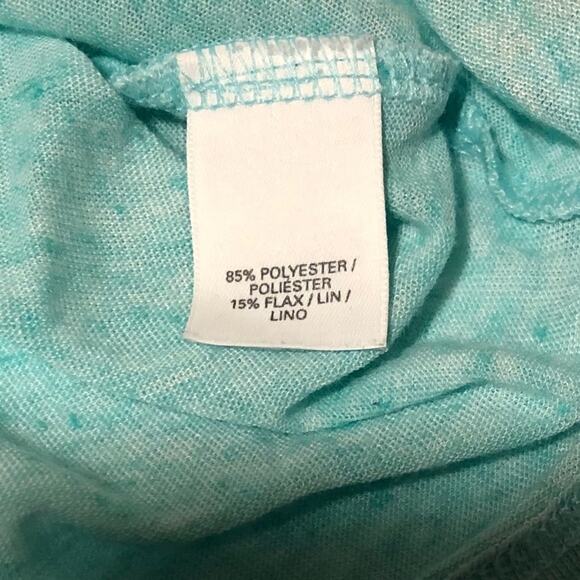 85% POLYESTER /
POLIÉSTER
15% FLAX / LIN /
LINO